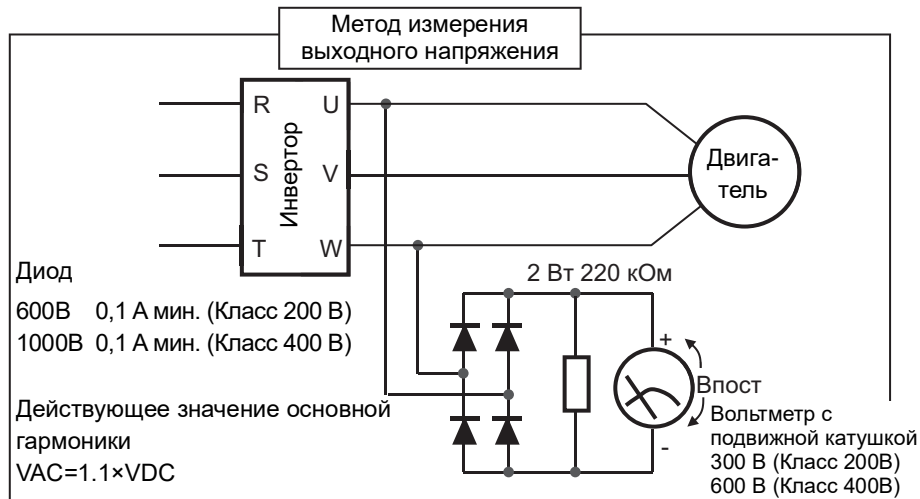 Метод измерения
выходного напряжения
R
U
S
V
T
W
Инвертор
Двига-
тель
Диод
600В 0,1 А мин. (Класс 200 В)
1000В 0,1 А мин. (Класс 400 В)
2 Вт 220 кОм
+
Впост
-
Действующее значение основной
гармоники
VAC=1.1×VDC
Вольтметр с
подвижной катушкой
300 В (Класс 200В)
600 В (Класс 400В)